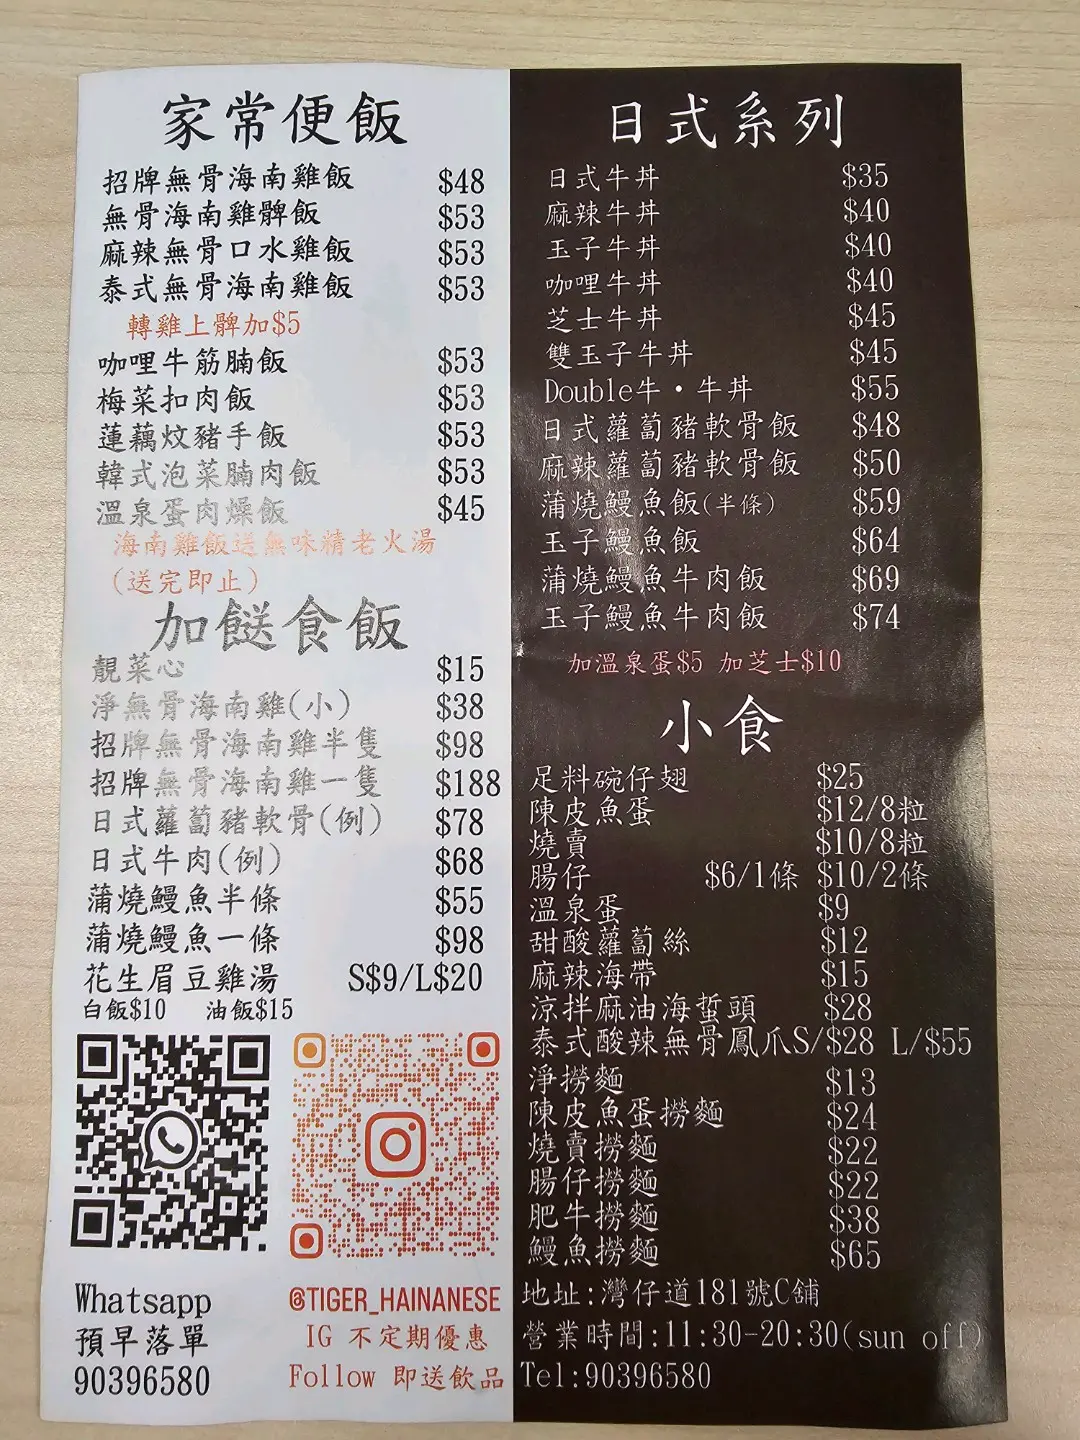 家常便飯
招牌無骨海南雞飯 $48
無骨海南雞髀飯 $53
麻辣無骨口水雞飯 $53
泰式無骨海南雞飯 $53
轉雞上髀加$5
咖哩牛筋腩飯 $53
梅菜扣肉飯 $53
蓮藕炆豬手飯 $53
韓式泡菜腩肉飯 $53
溫泉蛋肉燥飯 $45
海南雞飯送無味精老火湯
(送完即止)
加餸食飯
靚菜心 $15
淨無骨海南雞(小) $38
招牌無骨海南雞半隻 $98
招牌無骨海南雞一隻 $188
日式蘿蔔豬軟骨(例) $78
日式牛肉(例) $68
蒲燒鰻魚半條 $55
蒲燒鰻魚一條 $98
花生眉豆雞湯 S$9/L$20
白飯$10 油飯$15
Whatsapp
預早落單
90396580
@TIGER_HAINANESE
IG 不定期優惠
Follow 即送飲品
日式系列
日式牛丼 $35
麻辣牛丼 $40
玉子牛丼 $40
咖哩牛丼 $40
芝士牛丼 $45
雙玉子牛丼 $45
Double牛·牛丼 $55
日式蘿蔔豬軟骨飯 $48
麻辣蘿蔔豬軟骨飯 $50
蒲燒鰻魚飯(半條) $59
玉子鰻魚飯 $64
蒲燒鰻魚牛肉飯 $69
玉子鰻魚牛肉飯 $74
加溫泉蛋$5 加芝士$10
小食
足料碗仔翅 $25
陳皮魚蛋 $12/8粒
燒賣 $10/8粒
腸仔 $6/1條 $10/2條
溫泉蛋 $9
甜酸蘿蔔絲 $12
麻辣海帶 $15
涼拌麻油海蜇頭 $28
泰式酸辣無骨鳳爪S/$28 L/$55
淨撈麵 $13
陳皮魚蛋撈麵 $24
燒賣撈麵 $22
腸仔撈麵 $22
肥牛撈麵 $38
鰻魚撈麵 $65
地址:灣仔道181號C舖
營業時間:11:30-20:30(sun off)
Tel:90396580